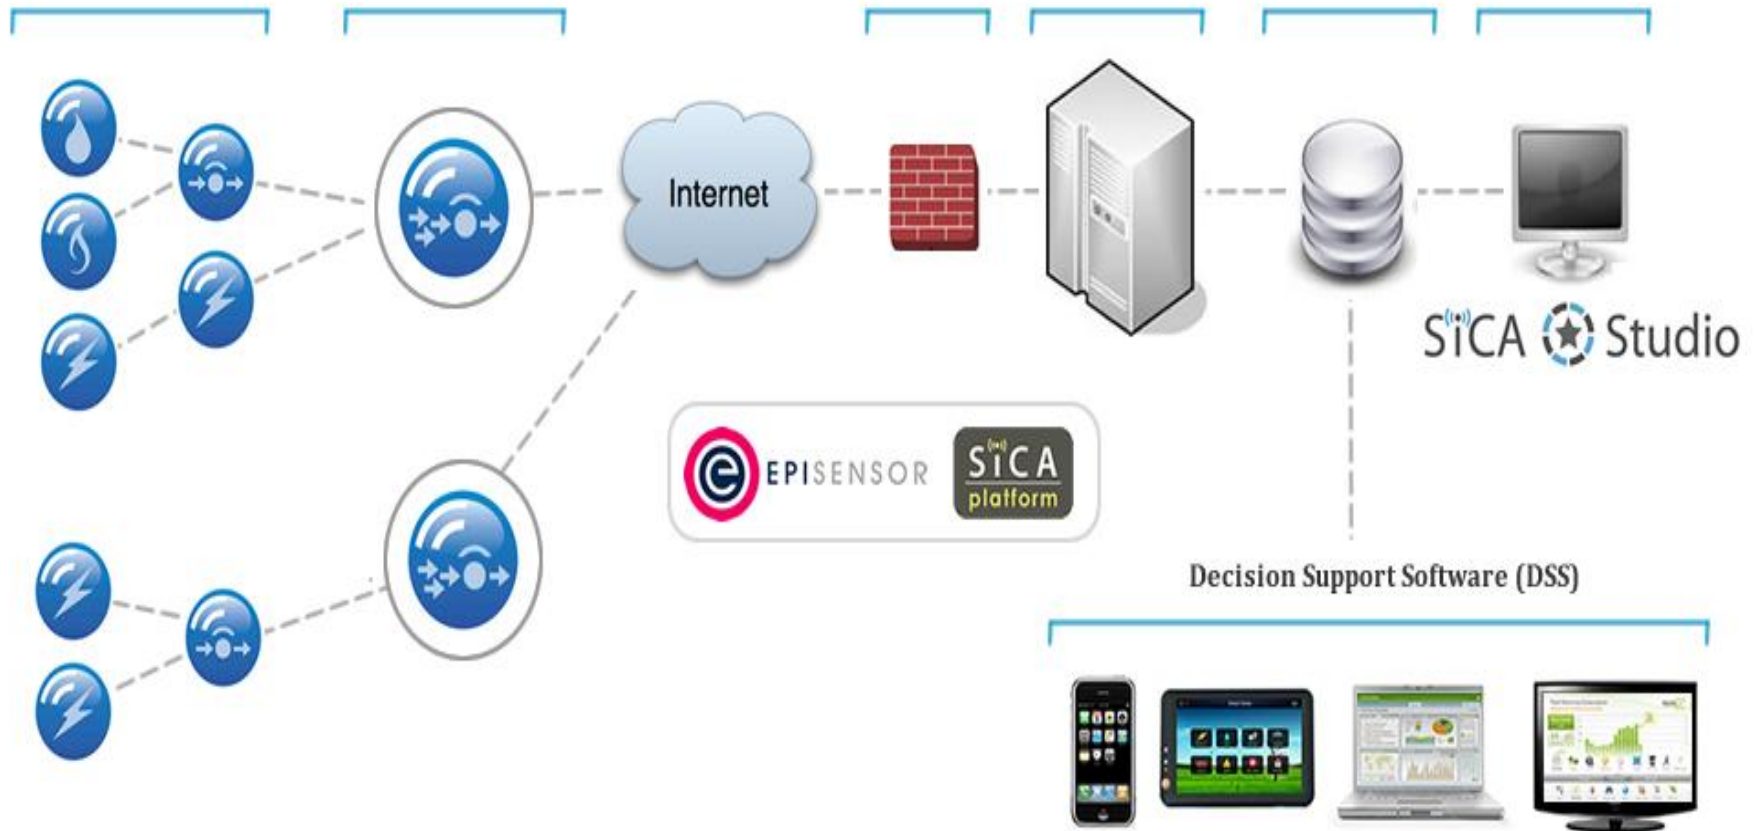 Internet
SiCA Studio
e EPISENSOR
SiCA
platform
Decision Support Software (DSS)